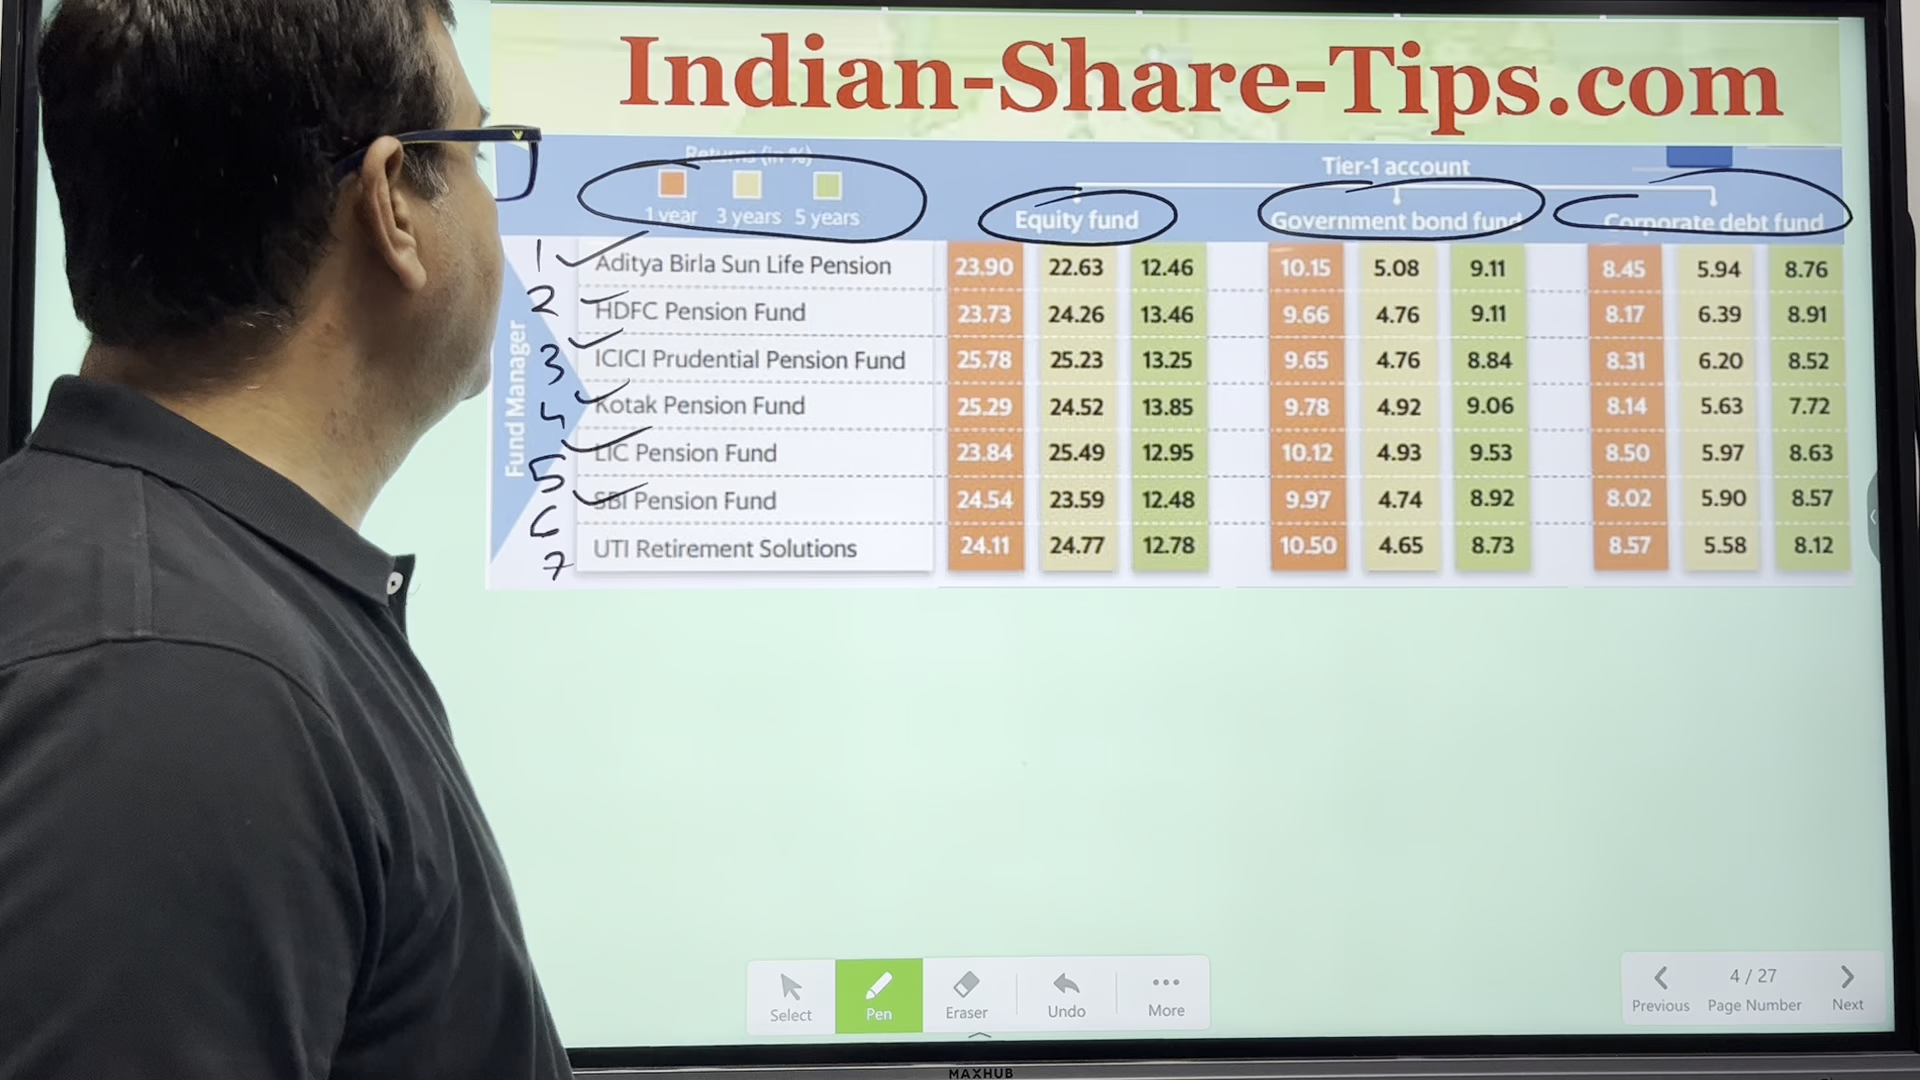 Indian-Share-Tips.com
Returns (in %)
1 year 3 years 5 years
Tier-1 account
Equity fund Government bond fund Corporate debt fund
Fund Manager
1 Aditya Birla Sun Life Pension 23.90 22.63 12.46 10.15 5.08 9.11 8.45 5.94 8.76
2 HDFC Pension Fund 23.73 24.26 13.46 9.66 4.76 9.11 8.17 6.39 8.91
3 ICICI Prudential Pension Fund 25.78 25.23 13.25 9.65 4.76 8.84 8.31 6.20 8.52
4 Kotak Pension Fund 25.29 24.52 13.85 9.78 4.92 9.06 8.14 5.63 7.72
5 LIC Pension Fund 23.84 25.49 12.95 10.12 4.93 9.53 8.50 5.97 8.63
6 SBI Pension Fund 24.54 23.59 12.48 9.97 4.74 8.92 8.02 5.90 8.57
7 UTI Retirement Solutions 24.11 24.77 12.78 10.50 4.65 8.73 8.57 5.58 8.12
Select Pen Eraser Undo More
4 / 27
Previous Page Number Next
MAXHUB